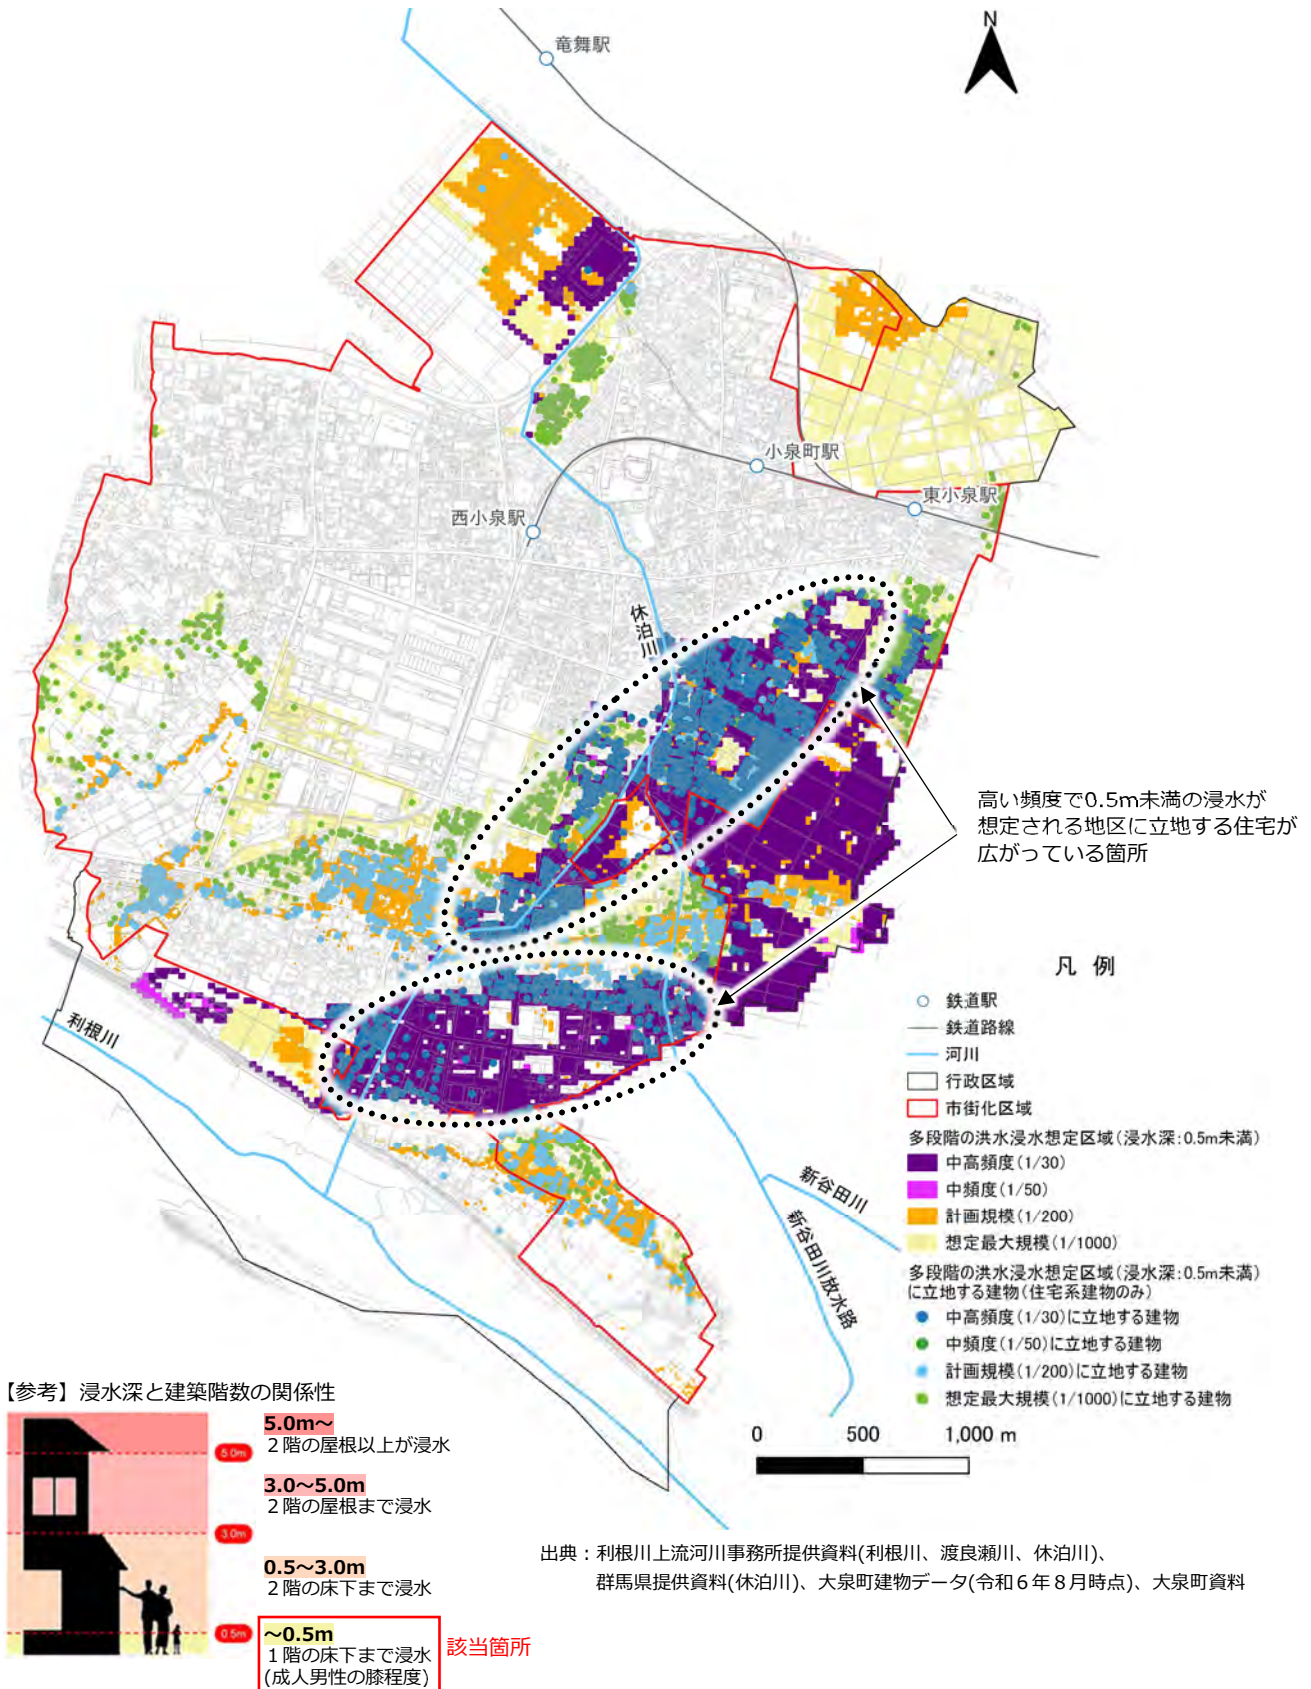 N
竜舞駅
小泉町駅
東小泉駅
西小泉駅
休泊川
高い頻度で0.5m未満の浸水が
想定される地区に立地する住宅が
広がっている箇所
利根川
新谷田川
新谷田川放水路
凡 例
鉄道駅
鉄道路線
河川
行政区域
市街化区域
多段階の洪水浸水想定区域(浸水深:0.5m未満)
中高頻度(1/30)
中頻度(1/50)
計画規模(1/200)
想定最大規模(1/1000)
多段階の洪水浸水想定区域(浸水深:0.5m未満)
に立地する建物(住宅系建物のみ)
中高頻度(1/30)に立地する建物
中頻度(1/50)に立地する建物
計画規模(1/200)に立地する建物
想定最大規模(1/1000)に立地する建物
0 500 1,000 m
【参考】浸水深と建築階数の関係性
5.0m～
２階の屋根以上が浸水
5.0m
3.0～5.0m
２階の屋根まで浸水
3.0m
0.5～3.0m
２階の床下まで浸水
0.5m
～0.5m
１階の床下まで浸水
(成人男性の膝程度)
該当箇所
出典：利根川上流河川事務所提供資料(利根川、渡良瀬川、休泊川)、
群馬県提供資料(休泊川)、大泉町建物データ(令和６年８月時点)、大泉町資料